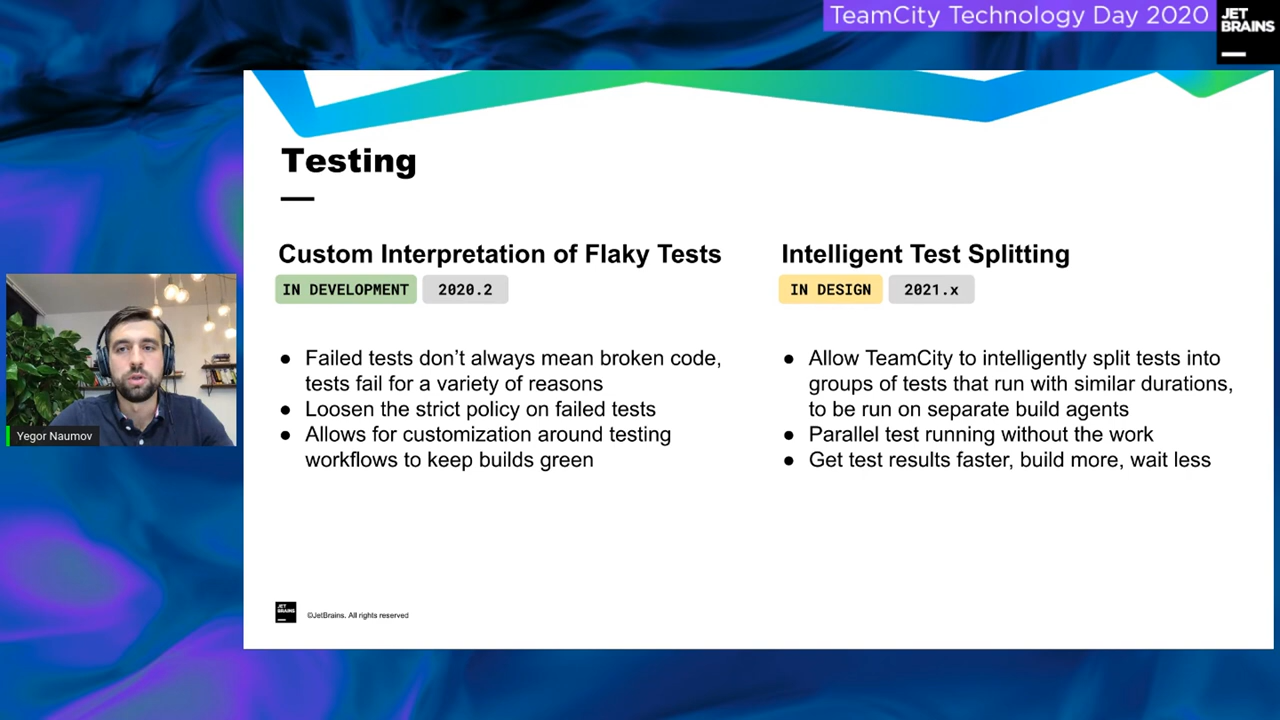 TeamCity Technology Day 2020
JET
BRAINS
Testing
Custom Interpretation of Flaky Tests
IN DEVELOPMENT
2020.2
● Failed tests don’t always mean broken code,
tests fail for a variety of reasons
● Loosen the strict policy on failed tests
● Allows for customization around testing
workflows to keep builds green
Intelligent Test Splitting
IN DESIGN
2021.x
● Allow TeamCity to intelligently split tests into
groups of tests that run with similar durations,
to be run on separate build agents
● Parallel test running without the work
● Get test results faster, build more, wait less
Yegor Naumov
JET
BRAINS
©JetBrains. All rights reserved